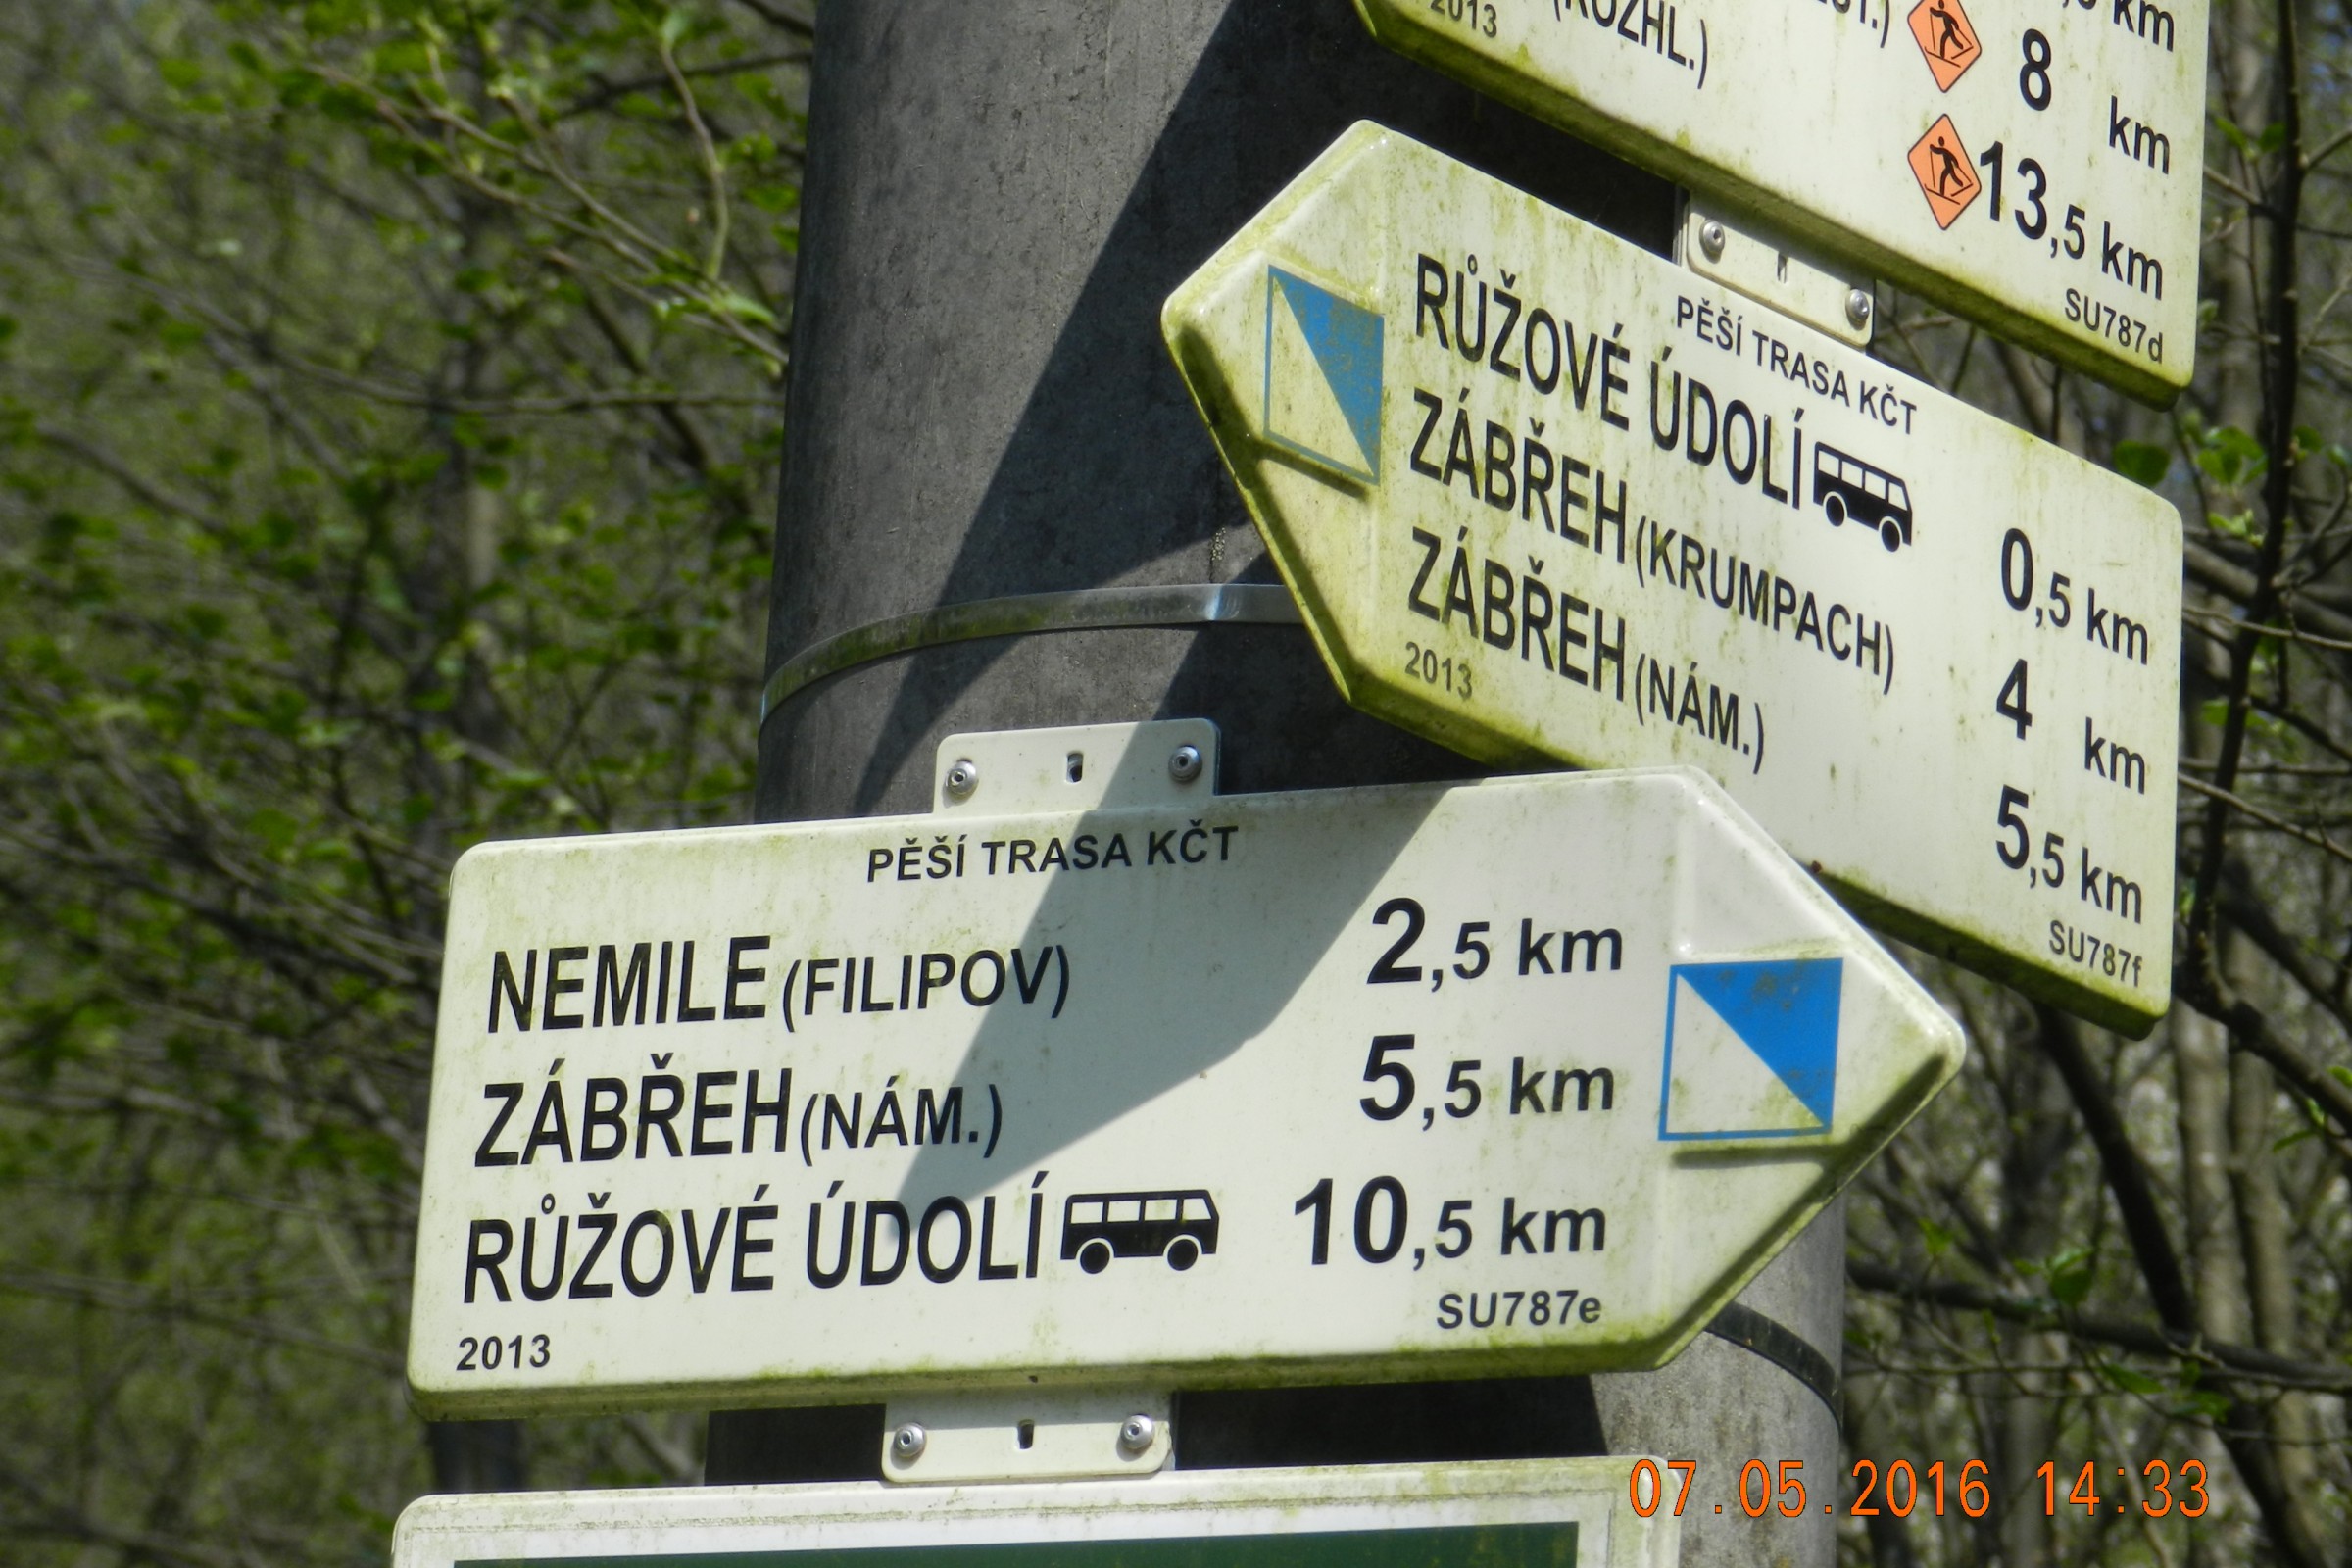 2013
(ROZHL.)
km
8 km
13,5 km
SU787d
PĚŠÍ TRASA KČT
RŮŽOVÉ ÚDOLÍ 0,5 km
ZÁBŘEH (KRUMPACH) 4 km
ZÁBŘEH (NÁM.) 5,5 km
2013
SU787f
PĚŠÍ TRASA KČT
NEMILE (FILIPOV) 2,5 km
ZÁBŘEH (NÁM.) 5,5 km
RŮŽOVÉ ÚDOLÍ 10,5 km
SU787e
2013
07.05.2016 14:33